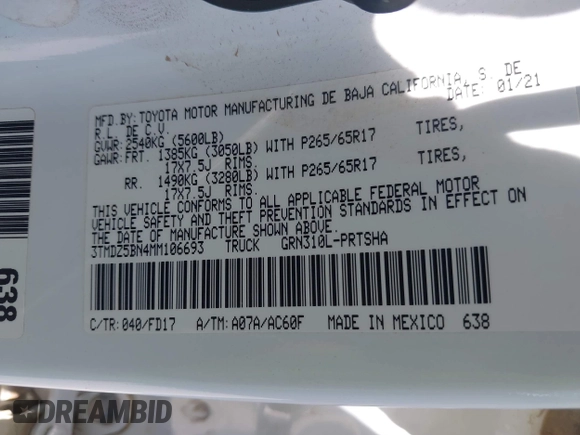 MFD.BY:TOYOTA MOTOR MANUFACTURING DE BAJA CALIFORNIA, S. DE
R.L. DE C.V. DATE: 01/21
GVWR:2540KG (5600LB)
GAWR:FRT. 1385KG (3050LB) WITH P265/65R17 TIRES,
17X7.5J RIMS.
RR. 1490KG (3280LB) WITH P265/65R17 TIRES,
17X7.5J RIMS.
THIS VEHICLE CONFORMS TO ALL APPLICABLE FEDERAL MOTOR
VEHICLE SAFETY AND THEFT PREVENTION STANDARDS IN EFFECT ON
THE DATE OF MANUFACTURE SHOWN ABOVE.
3TMDZ5BN4MM106693 TRUCK GRN310L-PRTSHA
C/TR:040/FD17 A/TM:A07A/AC60F MADE IN MEXICO 638
638
DREAMBID